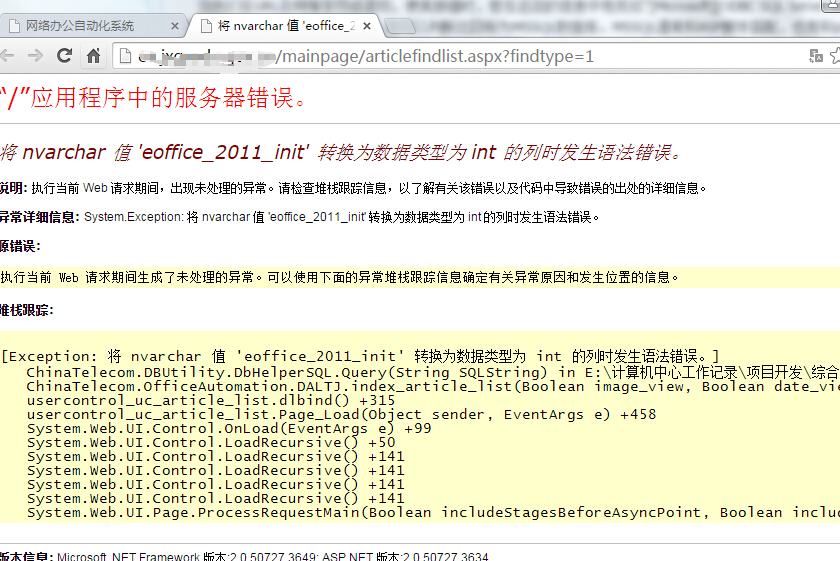 网络办公自动化系统
将 nvarchar 值 'eoffice_2
/mainpage/articlefindlist.aspx?findtype=1
“/”应用程序中的服务器错误。
将 nvarchar 值 'eoffice_2011_init' 转换为数据类型为 int 的列时发生语法错误。
说明: 执行当前 Web 请求期间，出现未处理的异常。请检查堆栈跟踪信息，以了解有关该错误以及代码中导致错误的出处的详细信息。
异常详细信息: System.Exception: 将 nvarchar 值 'eoffice_2011_init' 转换为数据类型为 int 的列时发生语法错误。
源错误:
执行当前 Web 请求期间生成了未处理的异常。可以使用下面的异常堆栈跟踪信息确定有关异常原因和发生位置的信息。
堆栈跟踪:
[Exception: 将 nvarchar 值 'eoffice_2011_init' 转换为数据类型为 int 的列时发生语法错误。]
ChinaTelecom.DBUtility.DbHelperSQL.Query(String SQLString) in E:\计算机中心工作记录\项目开发\综合
ChinaTelecom.OfficeAutomation.DALTJ.index_article_list(Boolean image_view, Boolean date_vie
usercontrol_uc_article_list.dlbind() +315
usercontrol_uc_article_list.Page_Load(Object sender, EventArgs e) +458
System.Web.UI.Control.OnLoad(EventArgs e) +99
System.Web.UI.Control.LoadRecursive() +50
System.Web.UI.Control.LoadRecursive() +141
System.Web.UI.Control.LoadRecursive() +141
System.Web.UI.Control.LoadRecursive() +141
System.Web.UI.Control.LoadRecursive() +141
System.Web.UI.Page.ProcessRequestMain(Boolean includeStagesBeforeAsyncPoint, Boolean inclu
版本信息: Microsoft .NET Framework 版本:2.0.50727.3649; ASP.NET 版本:2.0.50727.3634